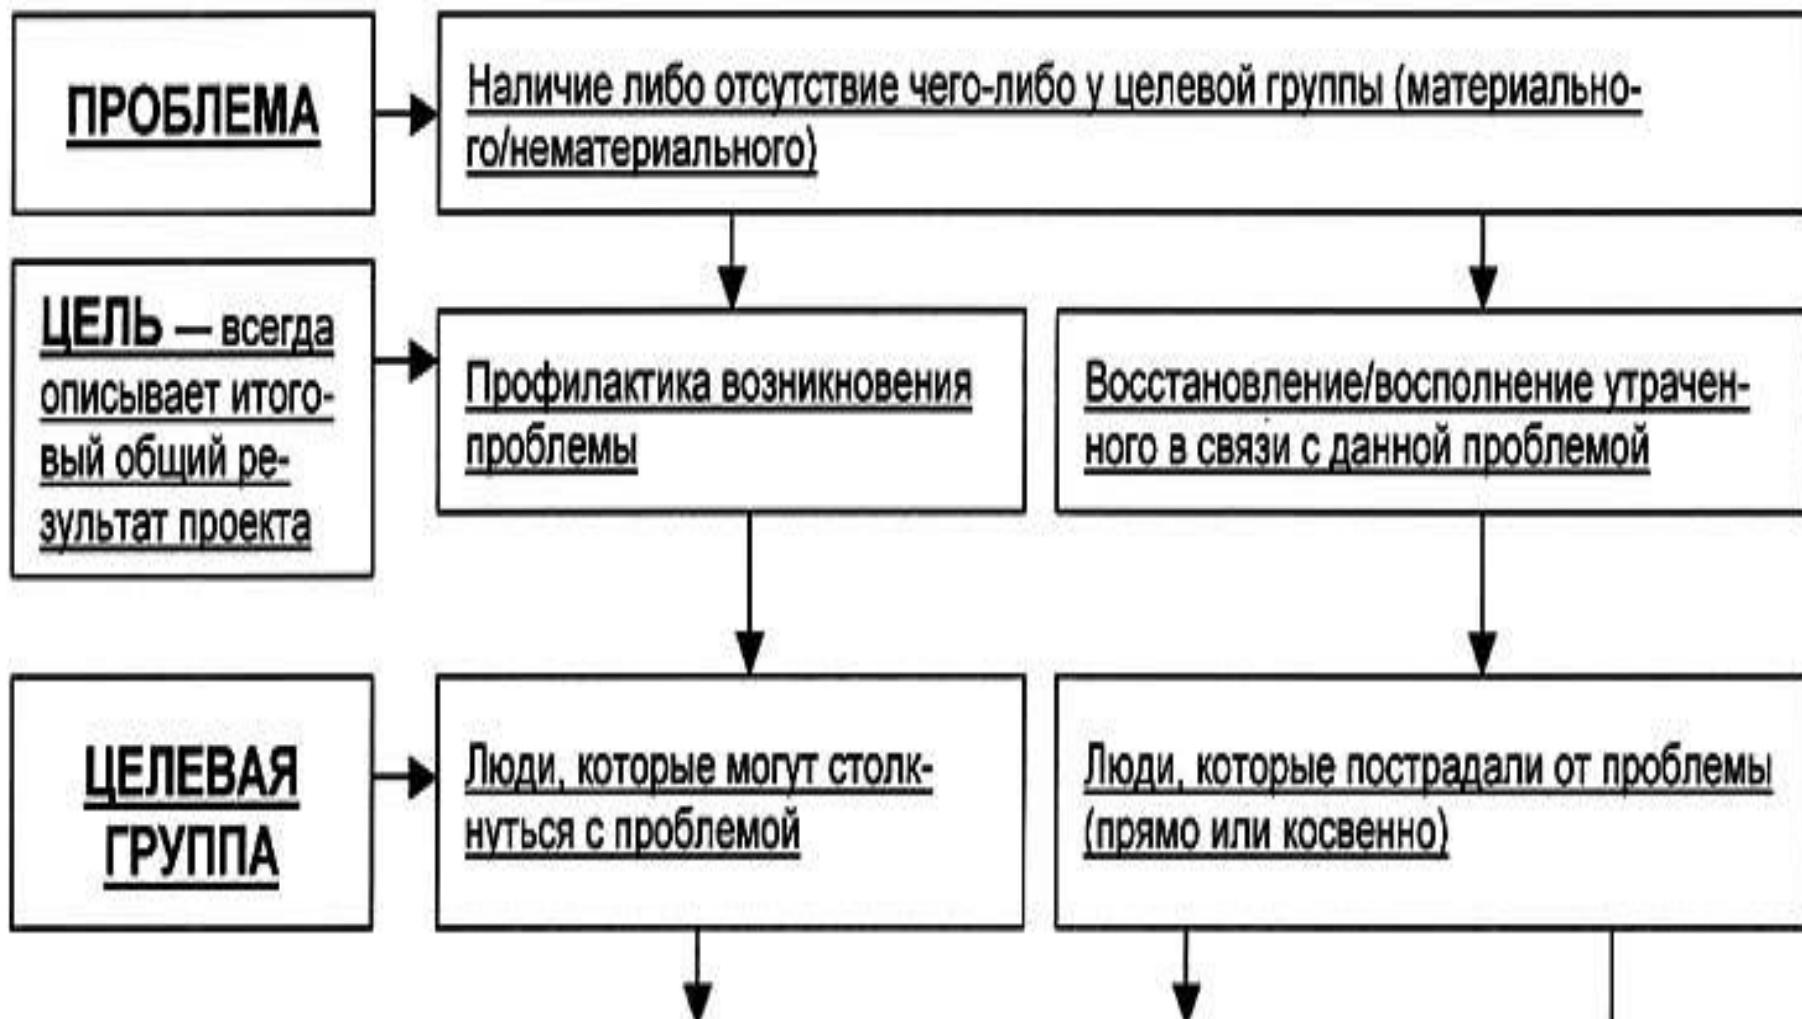 ПРОБЛЕМА
Наличие либо отсутствие чего-либо у целевой группы (материально-
го/нематериального)
ЦЕЛЬ — всегда
описывает итого-
вый общий ре-
зультат проекта
Профилактика возникновения
проблемы
Восстановление/восполнение утрачен-
ного в связи с данной проблемой
ЦЕЛЕВАЯ
ГРУППА
Люди, которые могут столк-
нуться с проблемой
Люди, которые пострадали от проблемы
(прямо или косвенно)